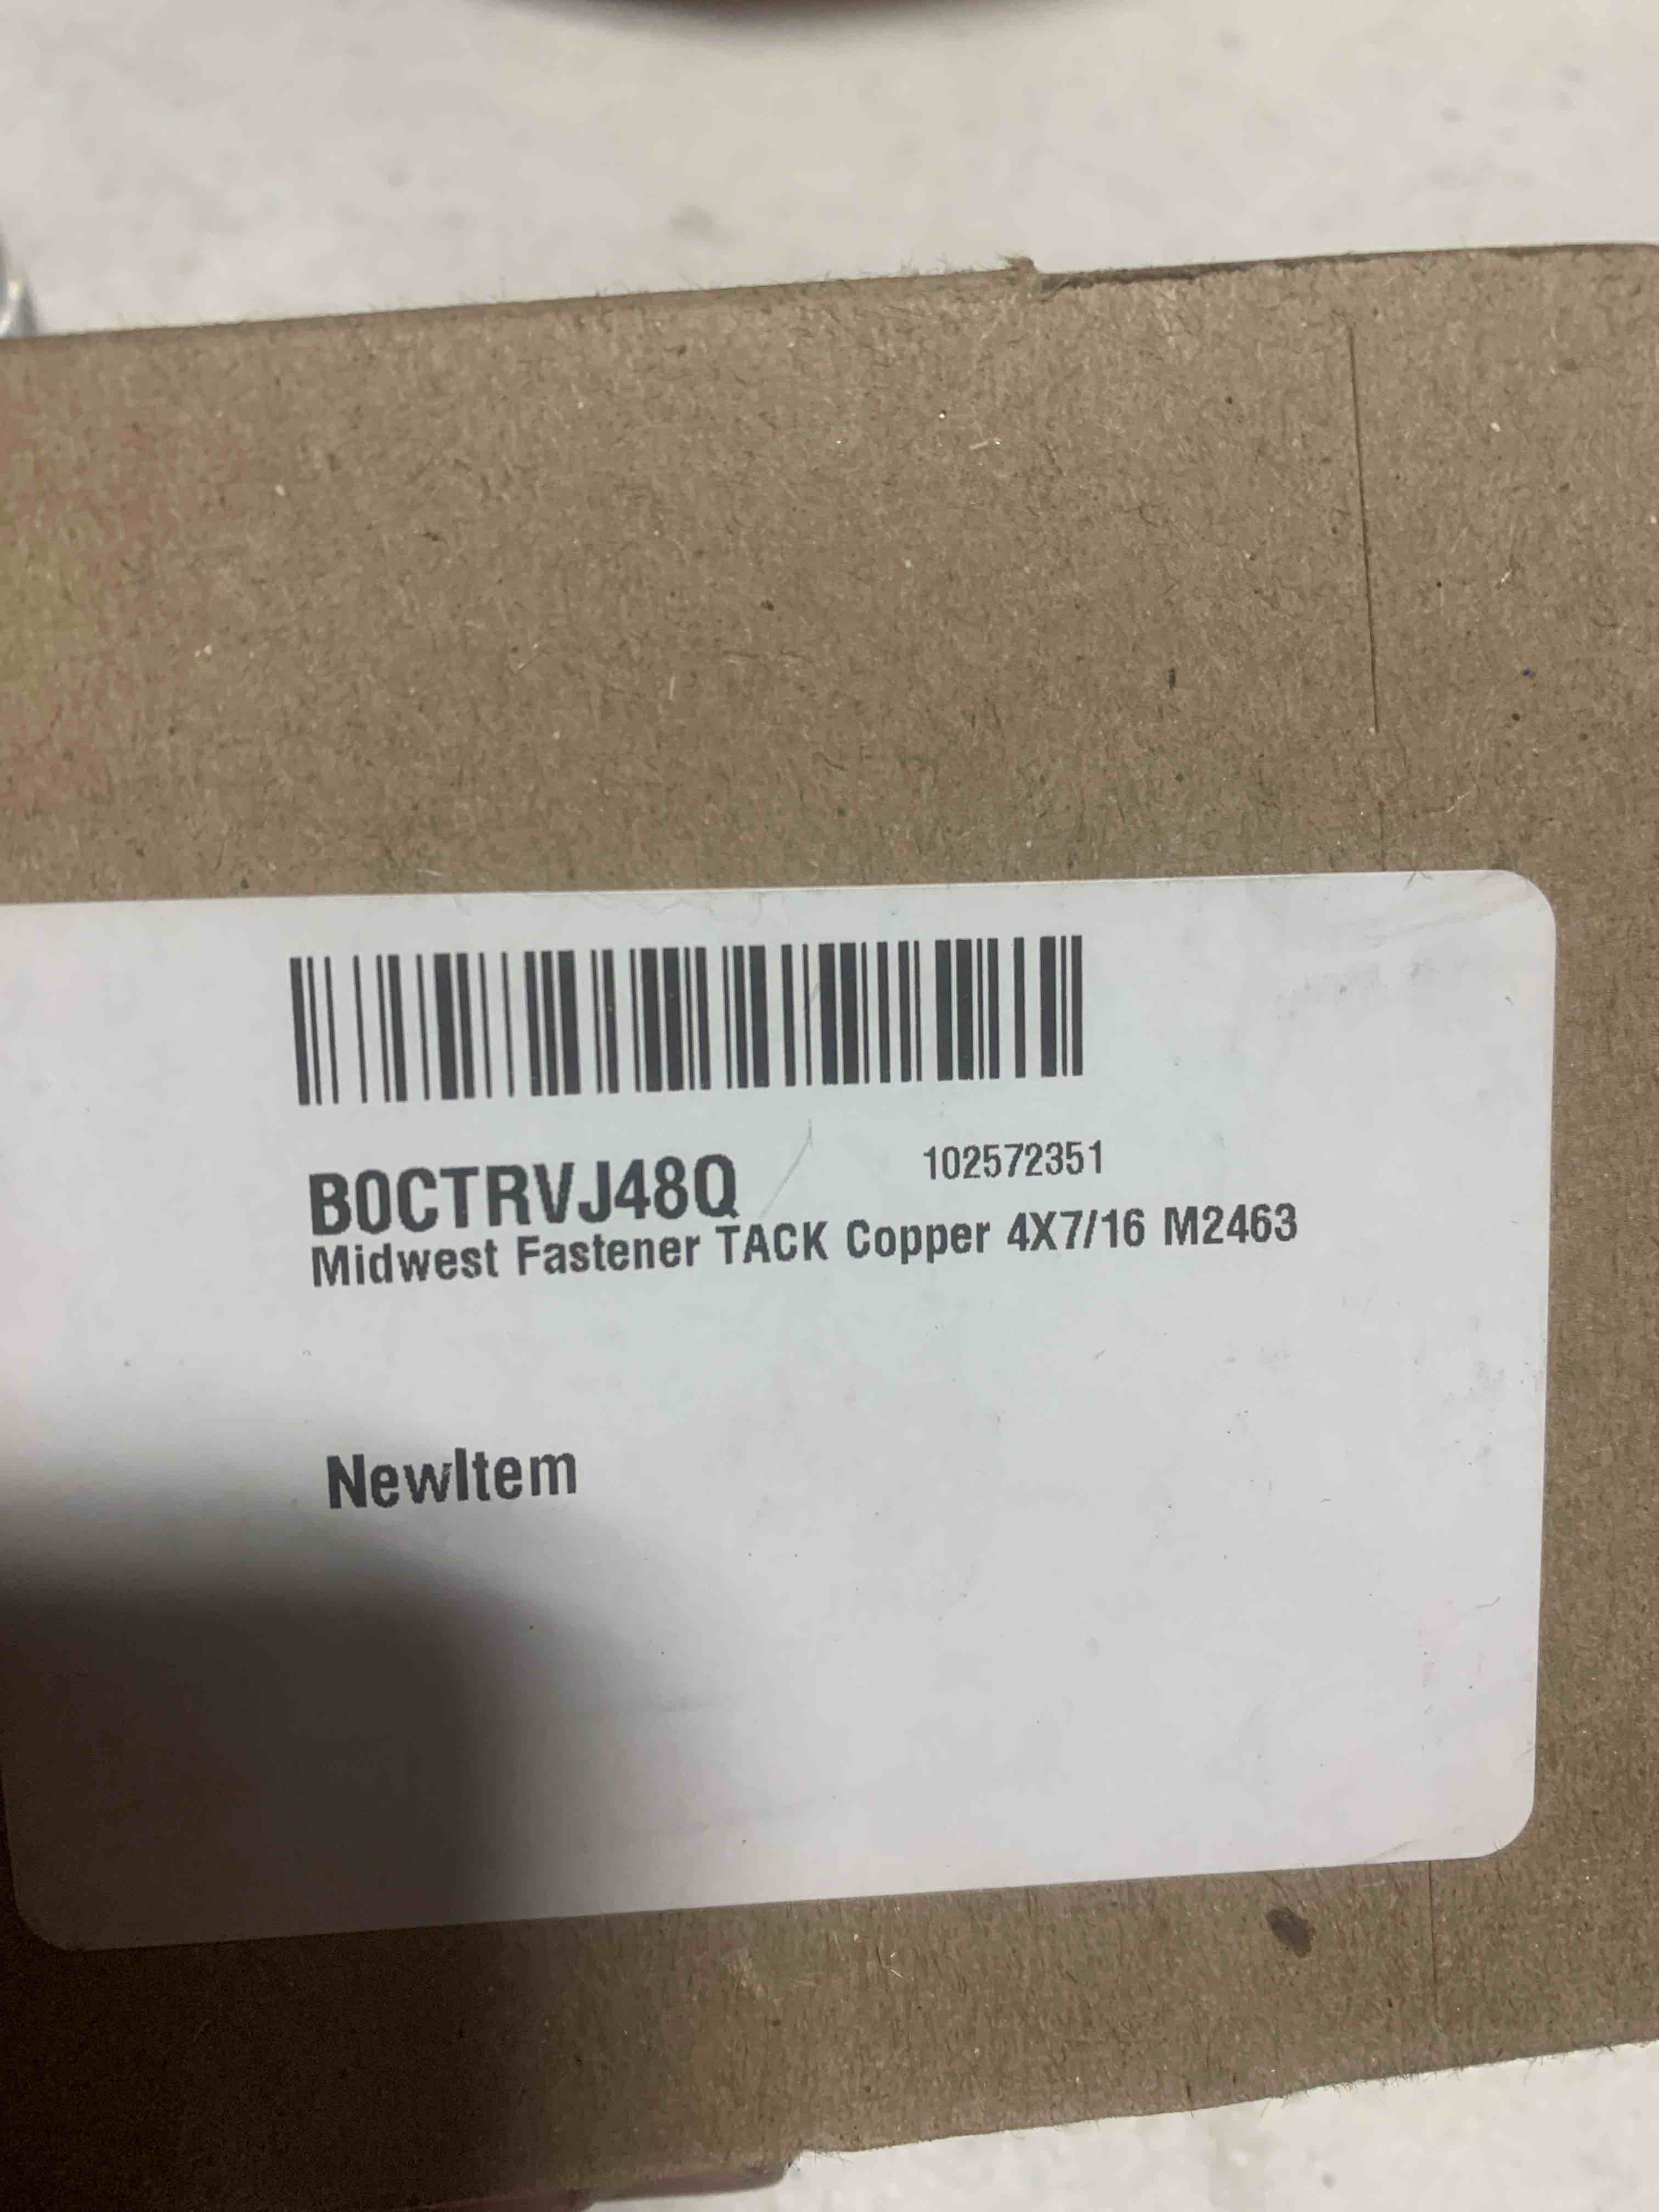 B0CTRVJ48Q 102572351
Midwest Fastener TACK Copper 4X7/16 M2463
NewItem